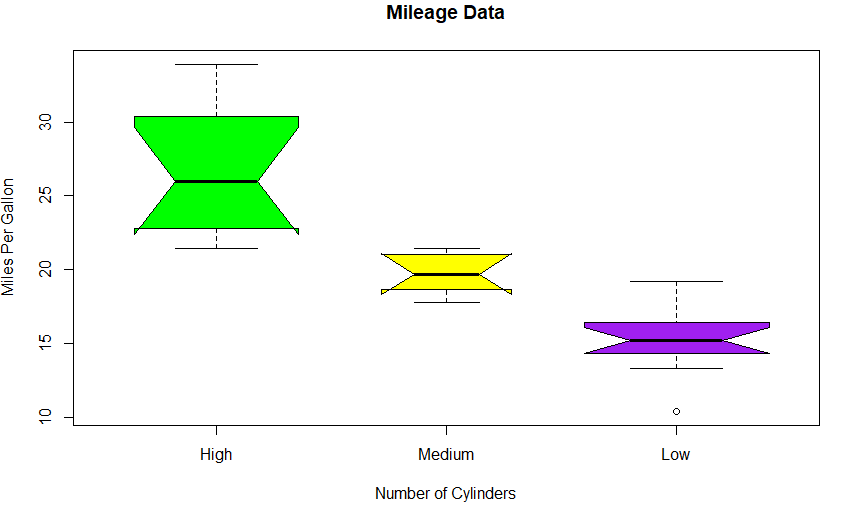 Mileage Data
Miles Per Gallon
30
25
20
15
10
High Medium Low
Number of Cylinders